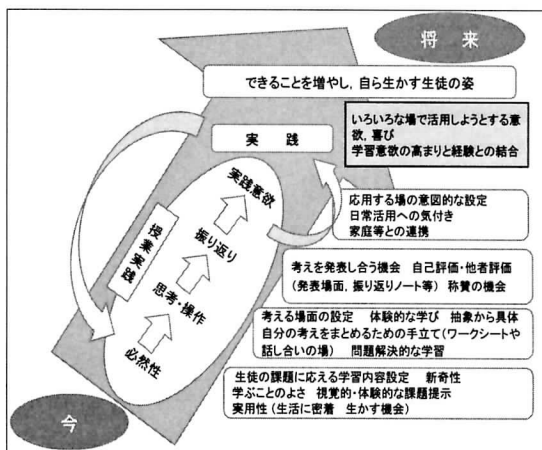 将来
できることを増やし，自ら生かす生徒の姿
いろいろな場で活用しようとする意
欲，喜び
学習意欲の高まりと経験との結合
実 践
実践意欲
応用する場の意図的な設定
日常活用への気付き
家庭等との連携
授業実践
振り返り
考えを発表し合う機会 自己評価・他者評価
（発表場面，振り返りノート等） 称賛の機会
思考・操作
考える場面の設定 体験的な学び 抽象から具体
自分の考えをまとめるための手立て（ワークシートや
話し合いの場） 問題解決的な学習
必然性
生徒の課題に応える学習内容設定 新奇性
学ぶことのよさ 視覚的・体験的な課題提示
実用性（生活に密着 生かす機会）
今